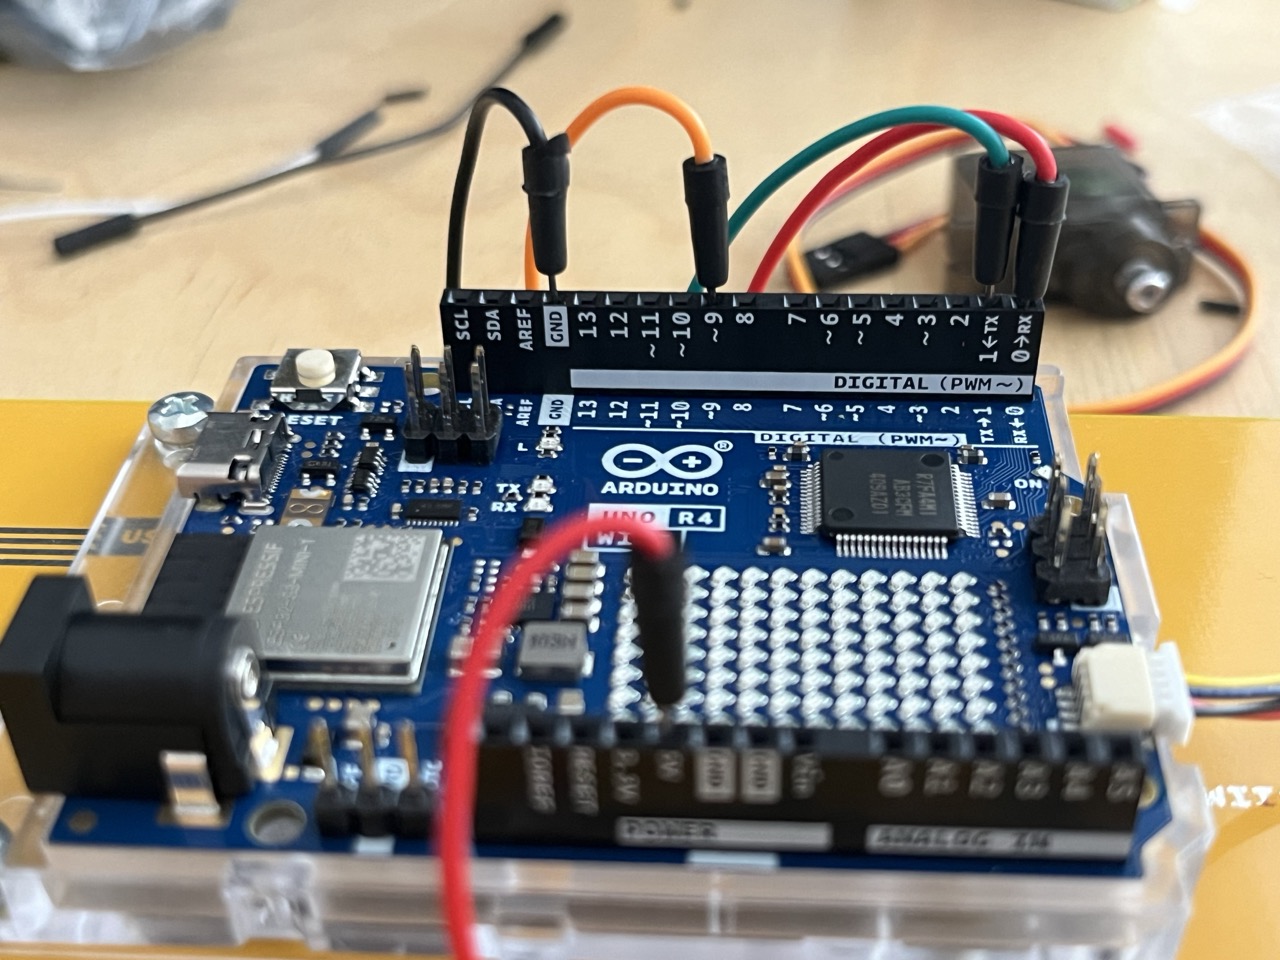 SCL SDA AREF GND 13 12 ~11 ~10 ~9 8 7 ~6 ~5 4 ~3 2 1←TX 0→RX
DIGITAL (PWM~)
AREF GND 13 12 ~11 ~10 ~9 8 7 ~6 ~5 4 ~3 2 TX→1 RX←0
DIGITAL (PWM~)
ESET
L
ARDUINO
®
TX
RX
UNO R4
WI
ON
ESPRESSIF
IOREF RESET 3.3V 5V GND GND Vin A0 A1 A2 A3 A4 A5
POWER
ANALOG IN